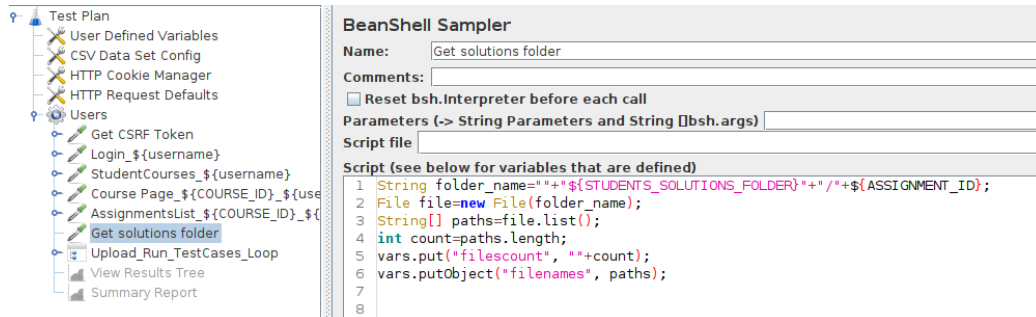 Test Plan
User Defined Variables
CSV Data Set Config
HTTP Cookie Manager
HTTP Request Defaults
Users
Get CSRF Token
Login_${username}
StudentCourses_${username}
Course Page_${COURSE_ID}_${use
AssignmentsList_${COURSE_ID}_${
Get solutions folder
Upload_Run_TestCases_Loop
View Results Tree
Summary Report
BeanShell Sampler
Name: Get solutions folder
Comments:
Reset bsh.Interpreter before each call
Parameters (-> String Parameters and String []bsh.args)
Script file
Script (see below for variables that are defined)
1 String folder_name=""+"${STUDENTS_SOLUTIONS_FOLDER}"+"/"+${ASSIGNMENT_ID};
2 File file=new File(folder_name);
3 String[] paths=file.list();
4 int count=paths.length;
5 vars.put("filescount", ""+count);
6 vars.putObject("filenames", paths);
7
8